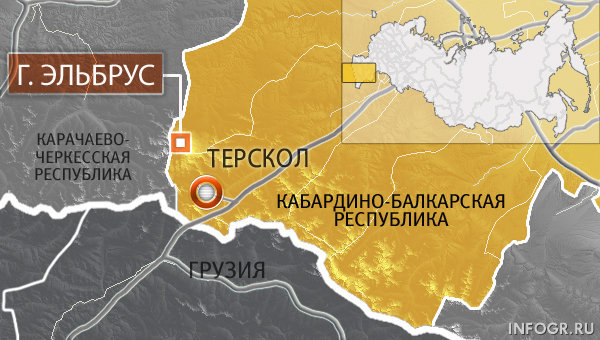 Г. ЭЛЬБРУС
КАРАЧАЕВО-
ЧЕРКЕССКАЯ
РЕСПУБЛИКА
ТЕРСКОЛ
КАБАРДИНО-БАЛКАРСКАЯ
РЕСПУБЛИКА
ГРУЗИЯ
INFOGR.RU